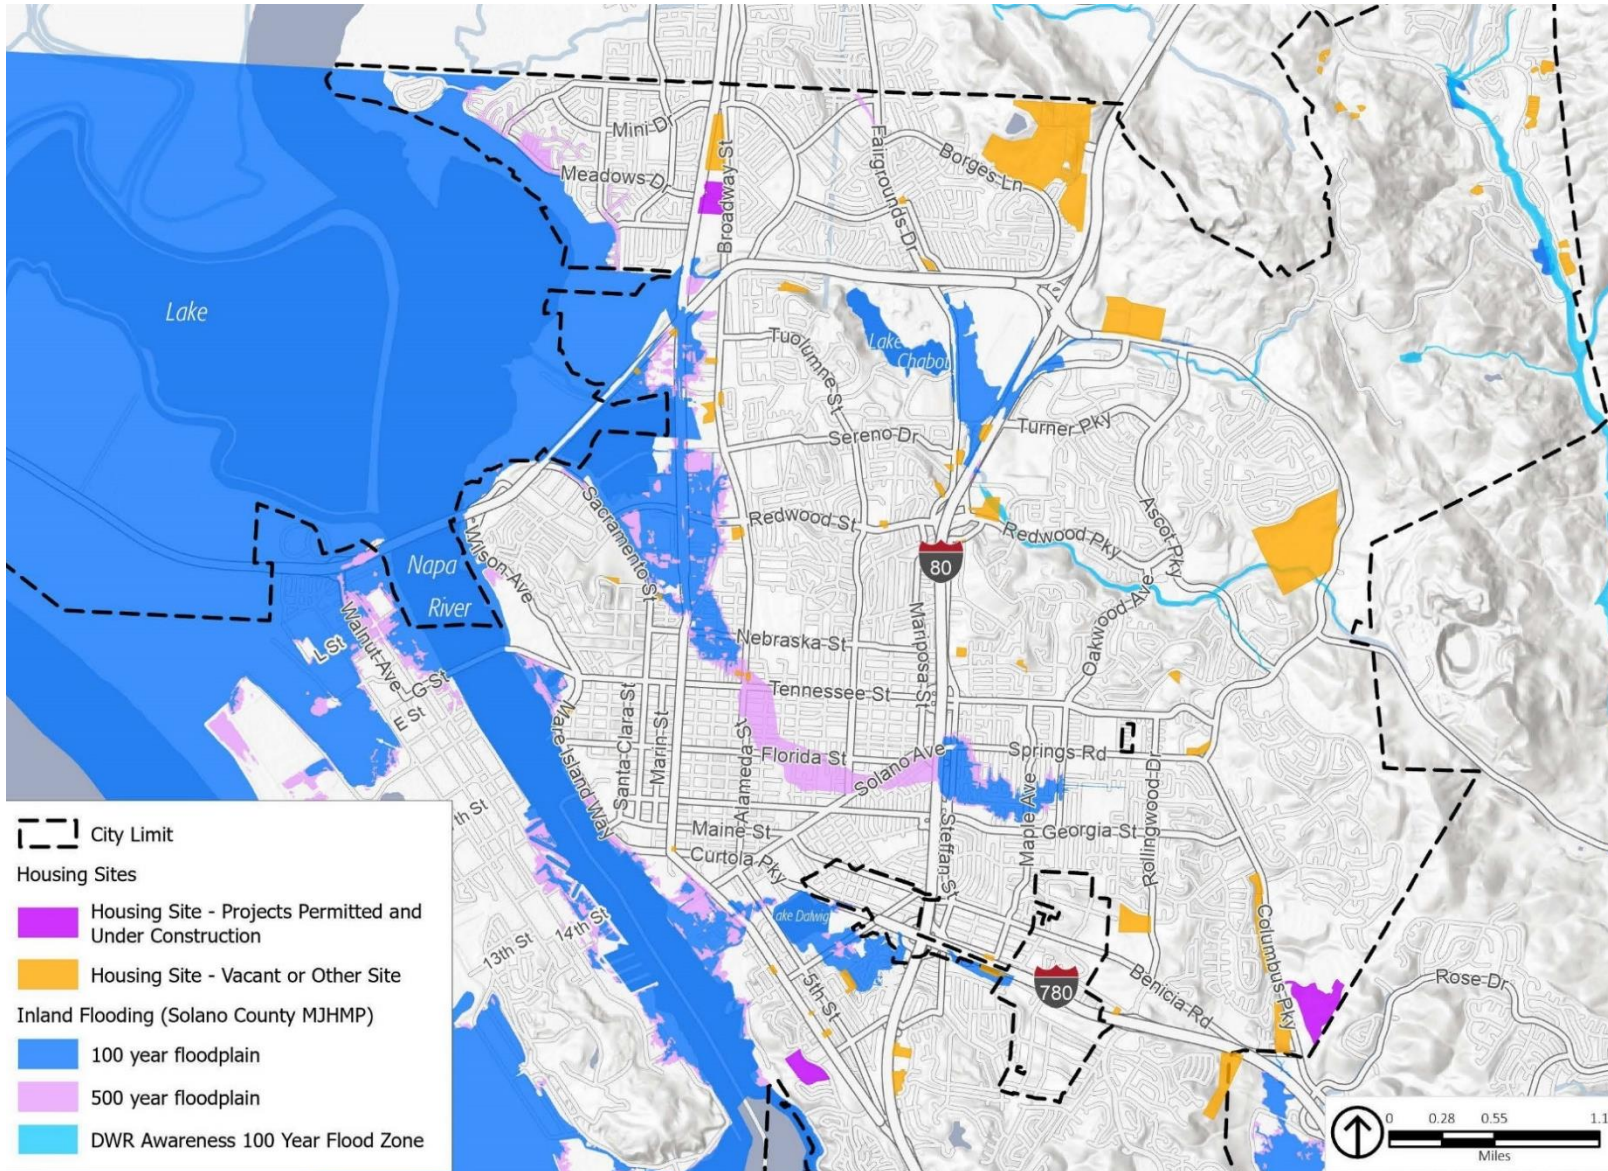 Mini Dr
Meadows Dr
Broadway St
Fairgrounds Dr
Borges Ln
Lake
Tuolumne St
Lake
Chabot
Sereno Dr
Turner Pky
Sacramento St
Redwood St
Redwood Pky
Ascot Pky
80
Napa
River
Wilson Ave
Walnut Ave
L St
G St
E St
Nebraska St
Tennessee St
Mariposa St
Oakwood Ave
Mare Island Way
Santa Clara St
Marin St
Alameda St
Florida St
Solano Ave
Springs Rd
Rollingwood Dr
Maple Ave
Maine St
Georgia St
Curtola Pky
Steffan St
Lake Dalwig
13th St
14th St
5th St
780
Benicia Rd
Columbus Pky
Rose Dr
City Limit
Housing Sites
Housing Site - Projects Permitted and
Under Construction
Housing Site - Vacant or Other Site
Inland Flooding (Solano County MJHMP)
100 year floodplain
500 year floodplain
DWR Awareness 100 Year Flood Zone
0 0.28 0.55 1.1
Miles